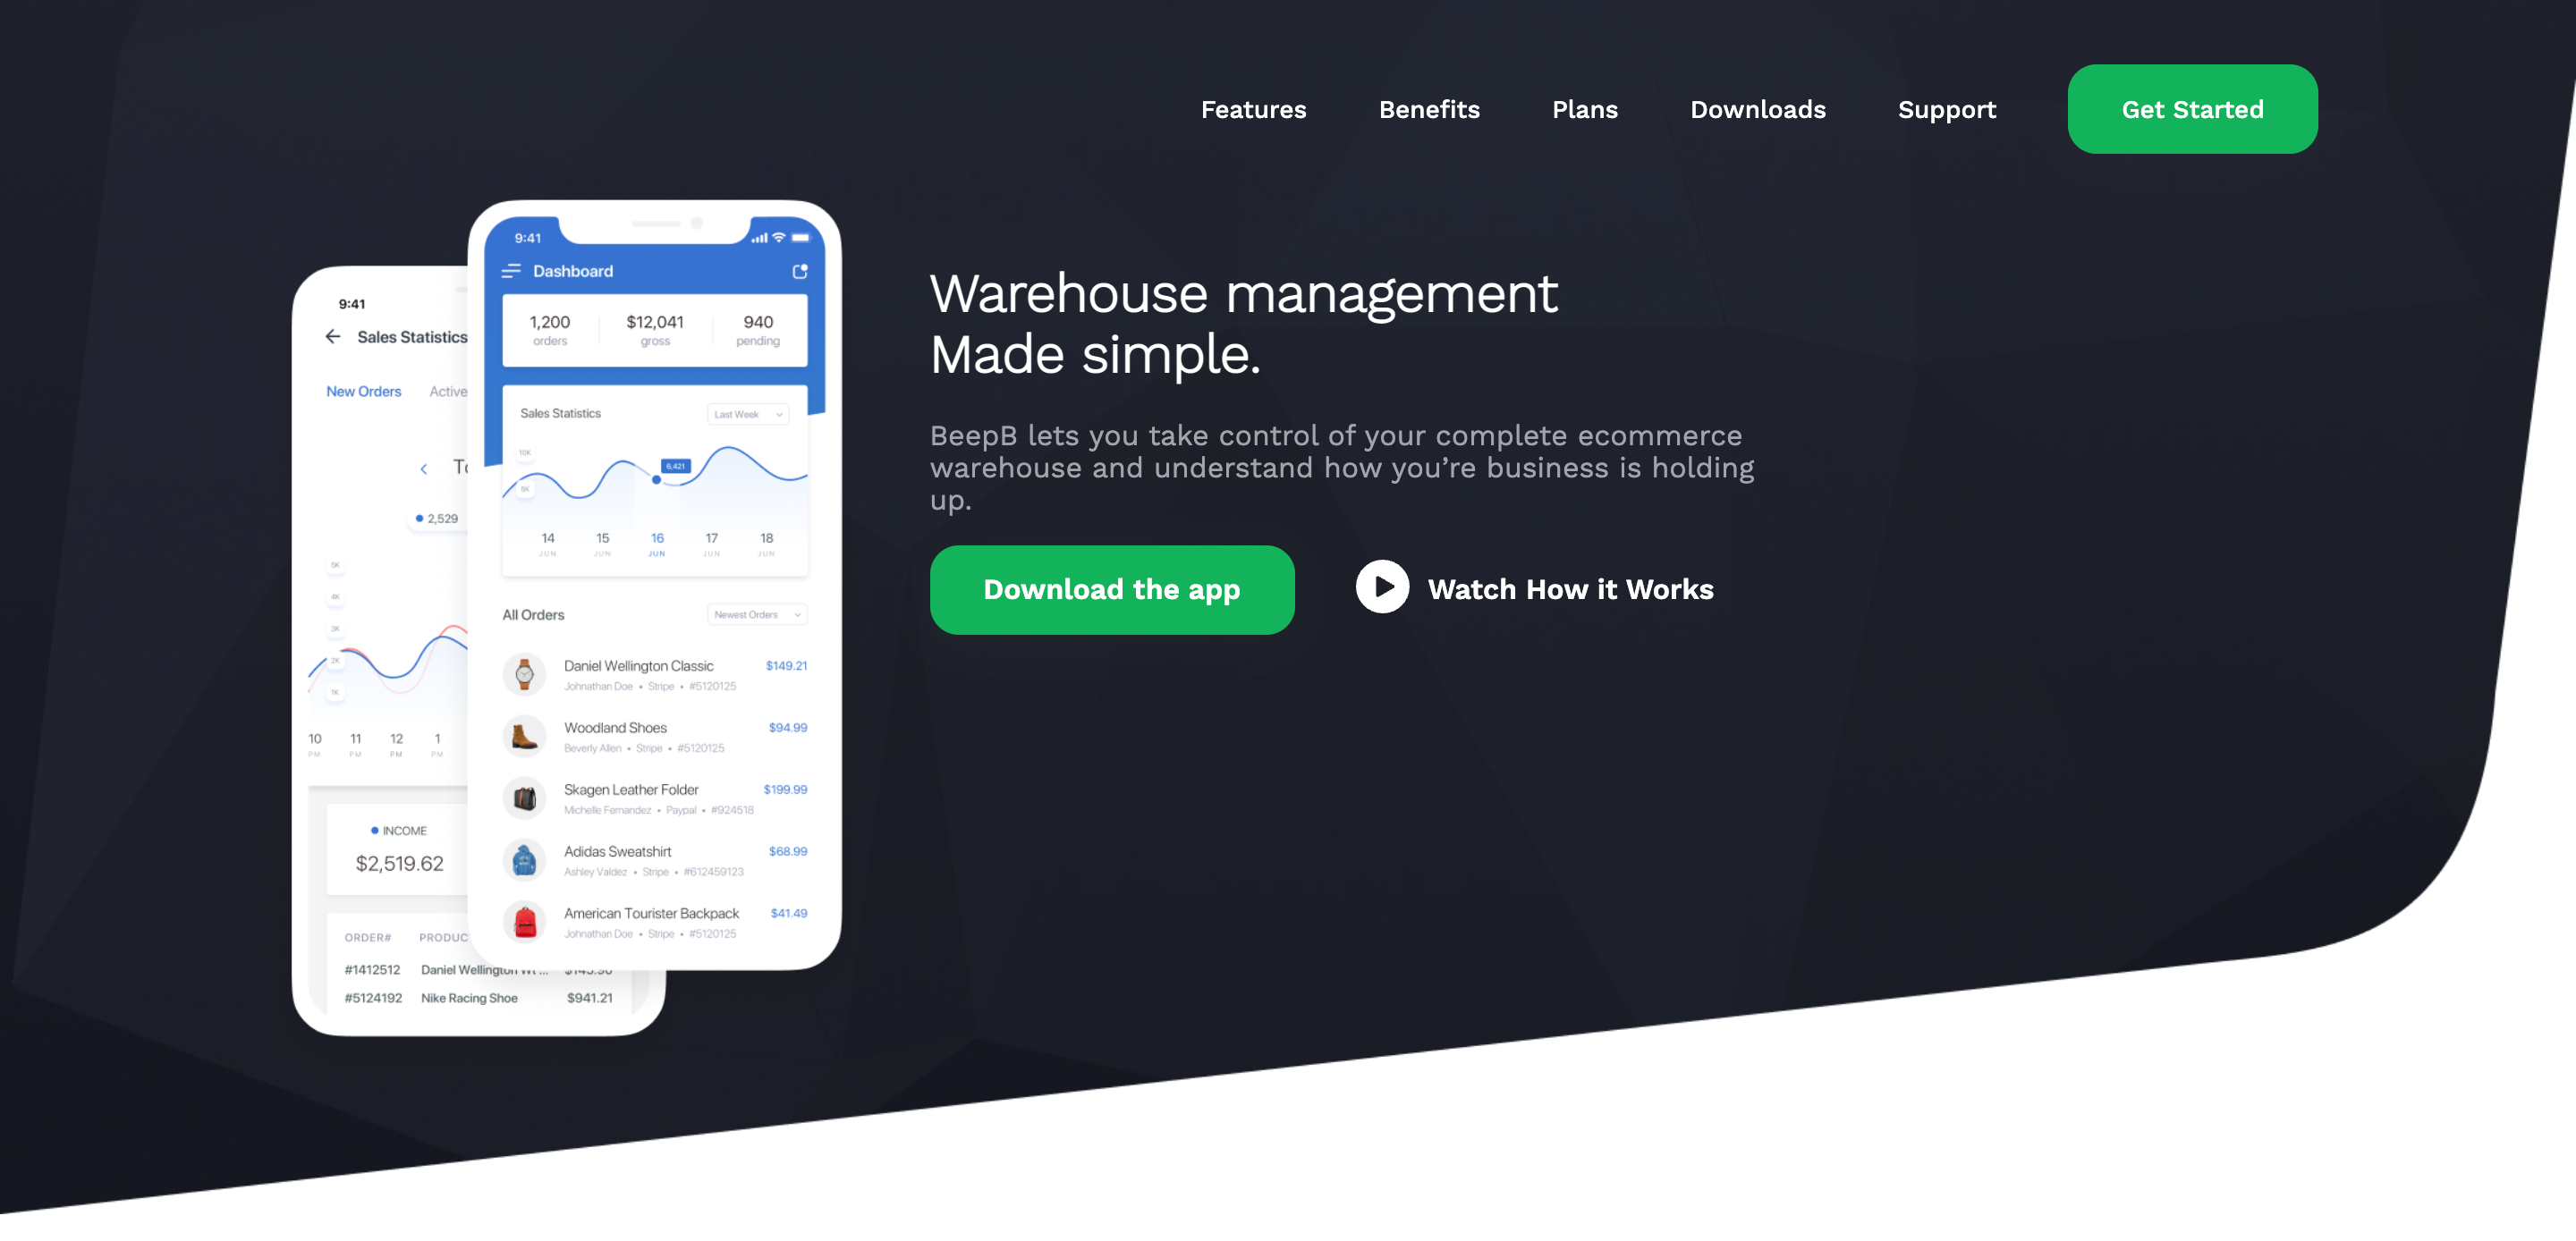 Features Benefits Plans Downloads Support Get Started
9:41
Sales Statistics
New Orders Active
2,529
5K
4K
3K
2K
1K
10 11 12 1
PM PM PM PM
INCOME
$2,519.62
ORDER#
#1412512 Daniel Wellington
#5124192 Nike Racing Shoe $941.21
9:41
Dashboard
1,200 $12,041 940
orders gross pending
Sales Statistics Last Week
10K
6,421
5K
14 15 16 17 18
JUN JUN JUN JUN JUN
All Orders Newest Orders
Daniel Wellington Classic $149.21
Johnathan Doe • Stripe • #5120125
Woodland Shoes $94.99
Beverly Allen • Stripe • #5120125
Skagen Leather Folder $199.99
Michelle Fernandez • Paypal • #924518
Adidas Sweatshirt $68.99
Ashley Valdez • Stripe • #612459123
American Tourister Backpack $41.49
Johnathan Doe • Stripe • #5120125
Warehouse management
Made simple.
BeepB lets you take control of your complete ecommerce
warehouse and understand how you’re business is holding
up.
Download the app Watch How it Works